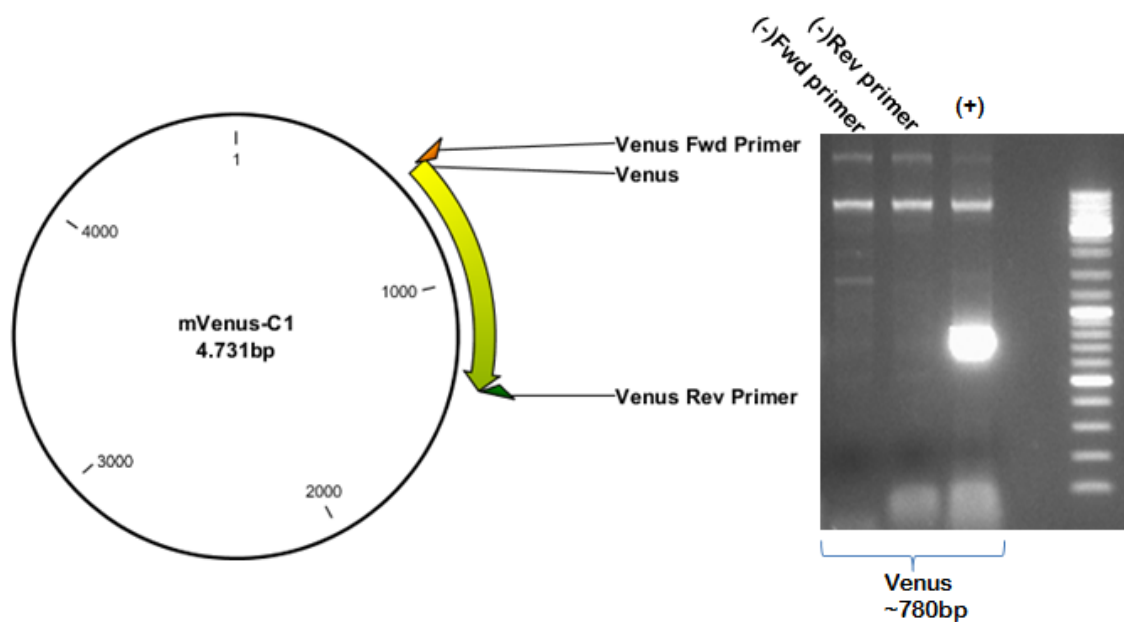 1
1000
2000
3000
4000
mVenus-C1
4.731bp
Venus Fwd Primer
Venus
Venus Rev Primer
(-)Fwd primer
(-)Rev primer
(+)
Venus
~780bp